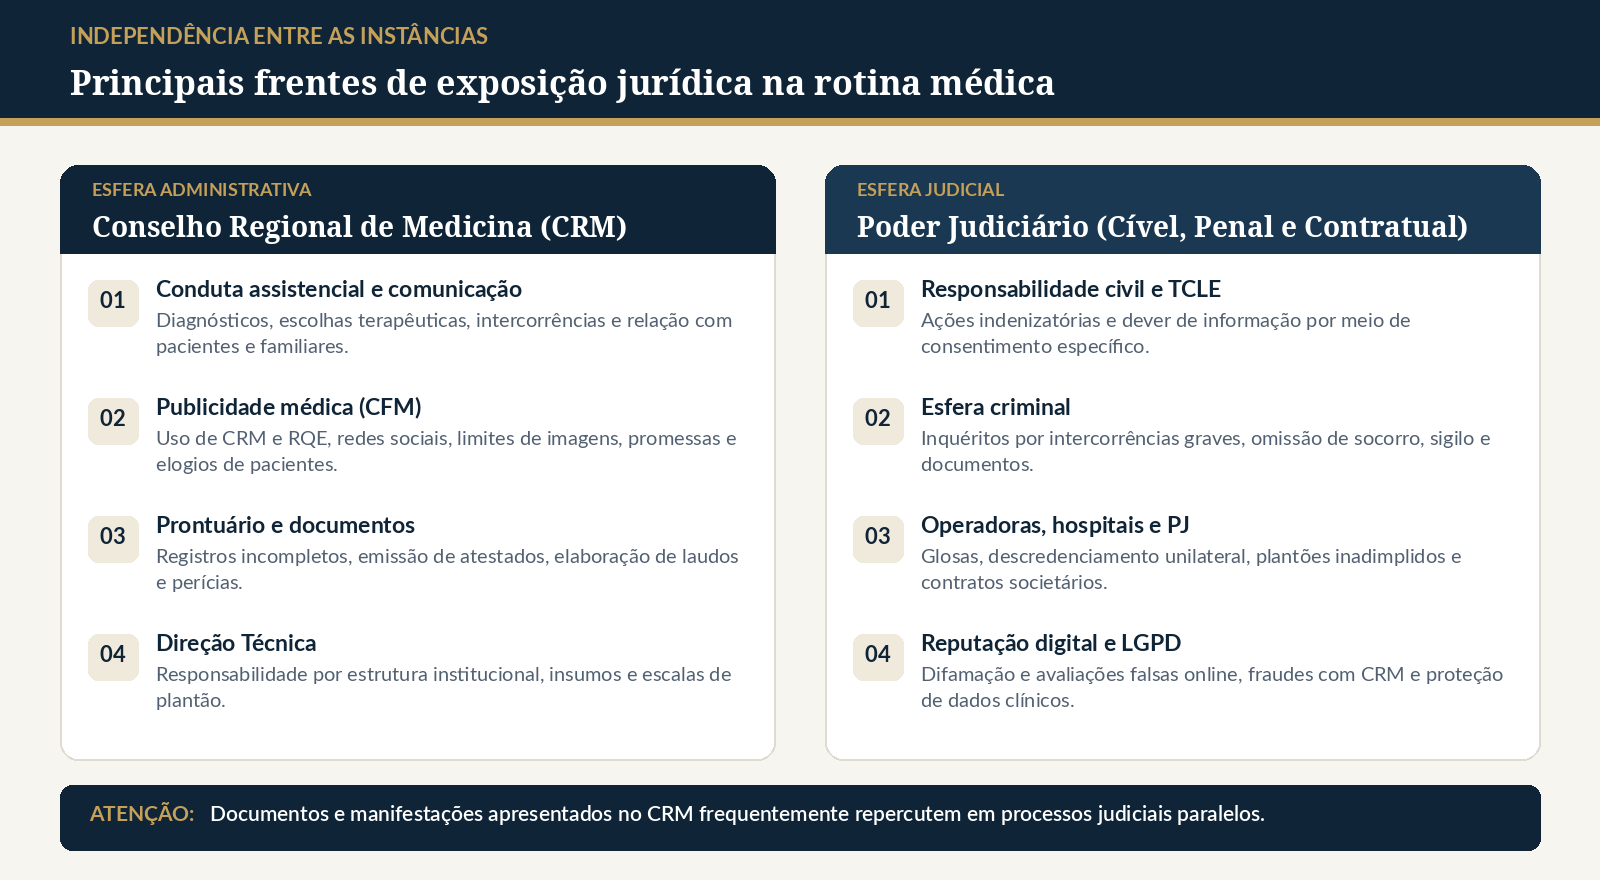 INDEPENDÊNCIA ENTRE AS INSTÂNCIAS
Principais frentes de exposição jurídica na rotina médica
ESFERA ADMINISTRATIVA
Conselho Regional de Medicina (CRM)
01
Conduta assistencial e comunicação
Diagnósticos, escolhas terapêuticas, intercorrências e relação com
pacientes e familiares.
02
Publicidade médica (CFM)
Uso de CRM e RQE, redes sociais, limites de imagens, promessas e
elogios de pacientes.
03
Prontuário e documentos
Registros incompletos, emissão de atestados, elaboração de laudos
e perícias.
04
Direção Técnica
Responsabilidade por estrutura institucional, insumos e escalas de
plantão.
ESFERA JUDICIAL
Poder Judiciário (Cível, Penal e Contratual)
01
Responsabilidade civil e TCLE
Ações indenizatórias e dever de informação por meio de
consentimento específico.
02
Esfera criminal
Inquéritos por intercorrências graves, omissão de socorro, sigilo e
documentos.
03
Operadoras, hospitais e PJ
Glosas, descredenciamento unilateral, plantões inadimplidos e
contratos societários.
04
Reputação digital e LGPD
Difamação e avaliações falsas online, fraudes com CRM e proteção
de dados clínicos.
ATENÇÃO: Documentos e manifestações apresentados no CRM frequentemente repercutem em processos judiciais paralelos.